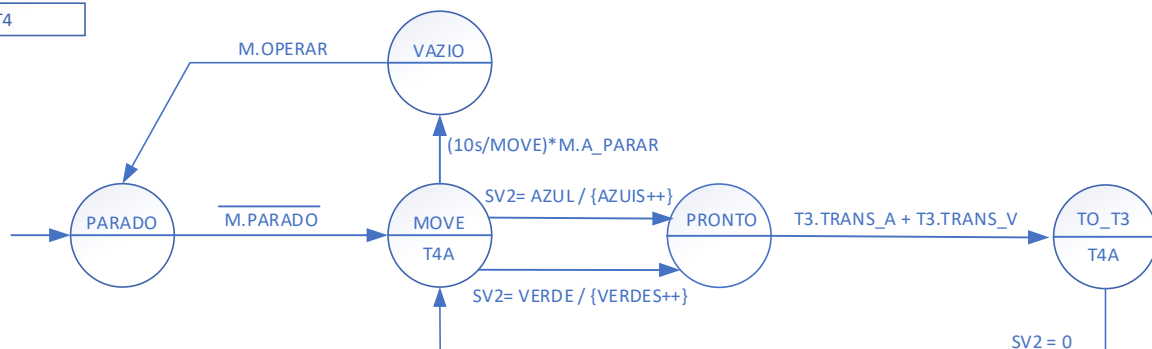 T4
M.OPERAR
VAZIO
(10s/MOVE)*M.A_PARAR
PARADO
M.PARADO
MOVE
T4A
SV2= AZUL / {AZUIS++}
SV2= VERDE / {VERDES++}
PRONTO
T3.TRANS_A + T3.TRANS_V
TO_T3
T4A
SV2 = 0